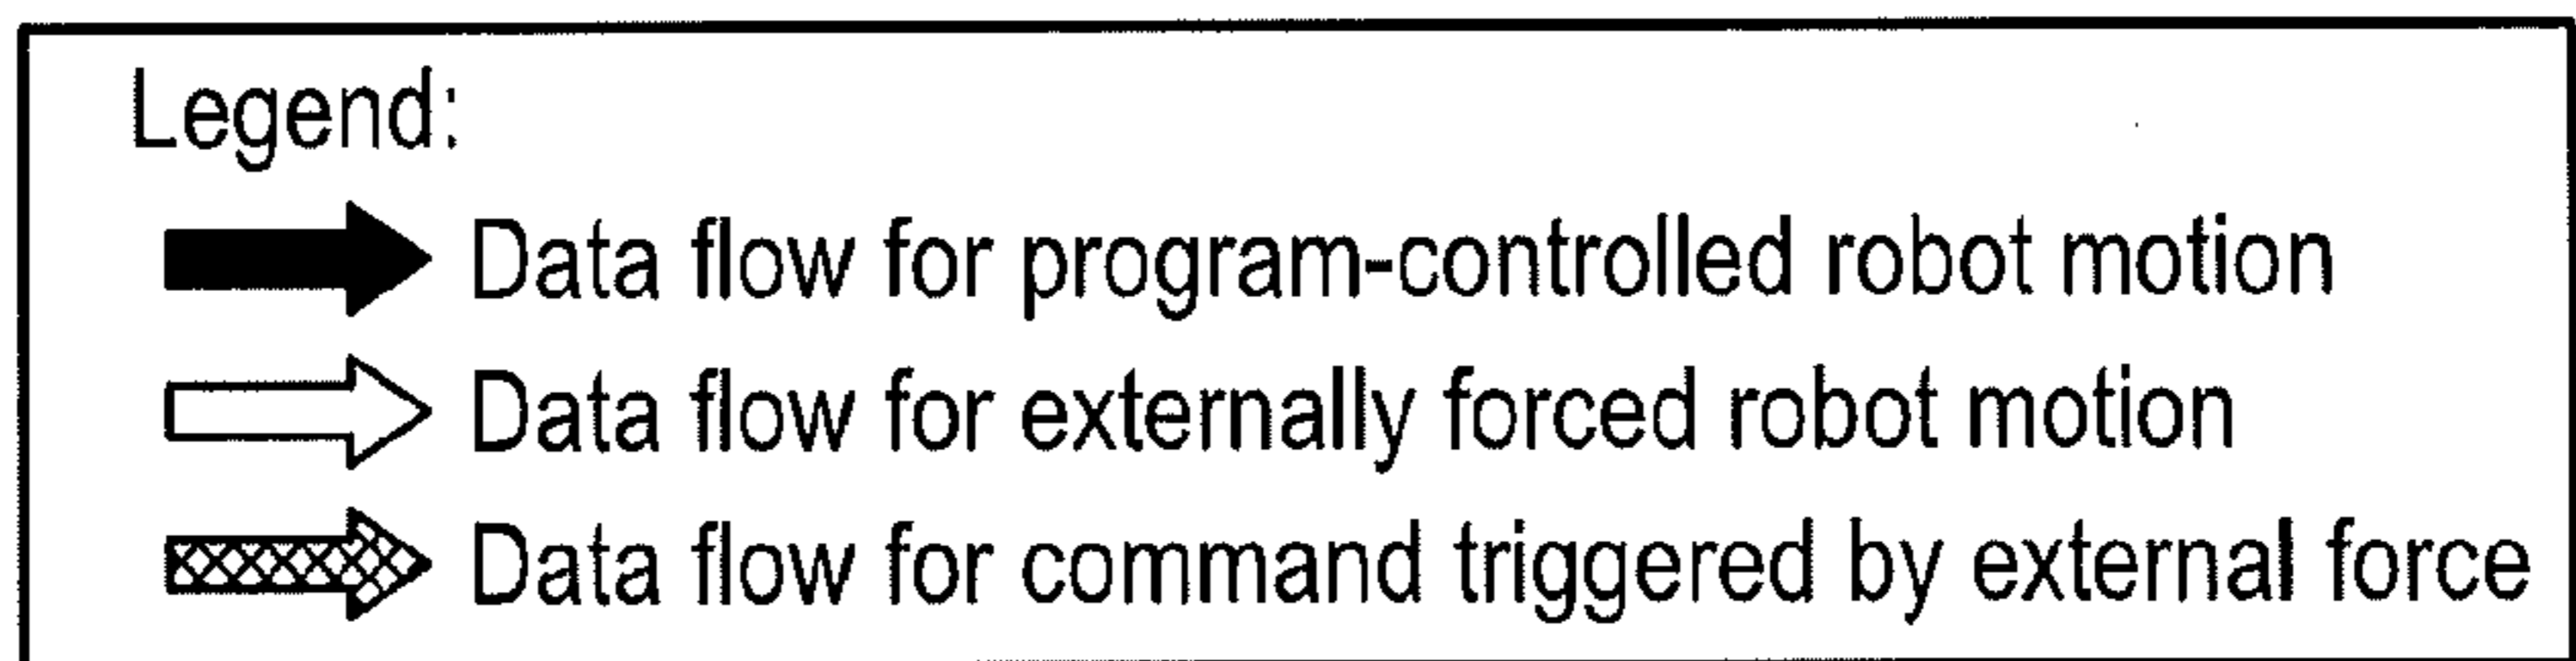 Legend:
Data flow for program-controlled robot motion
Data flow for externally forced robot motion
Data flow for command triggered by external force